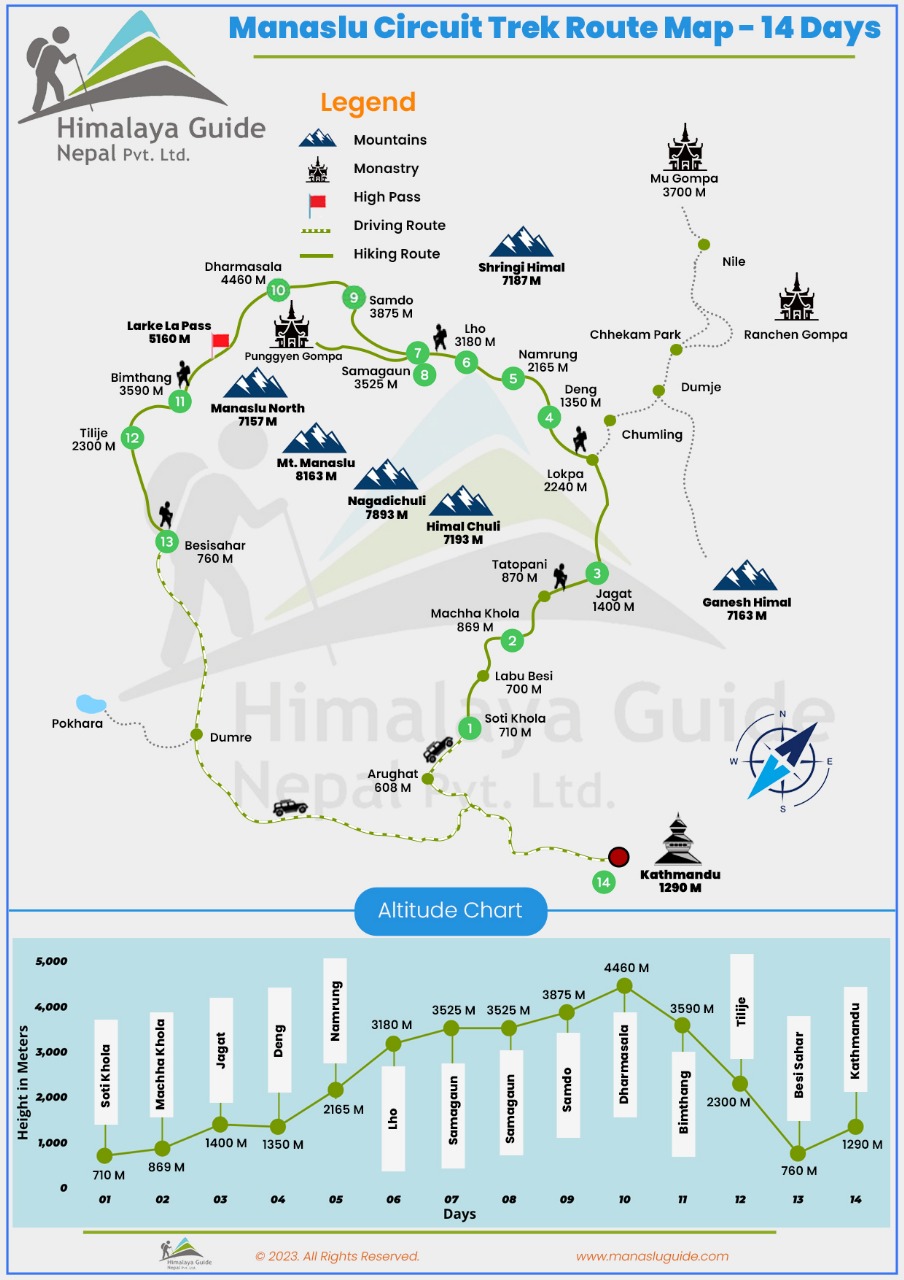 Manaslu Circuit Trek Route Map - 14 Days
Himalaya Guide
Nepal Pvt. Ltd.
Legend
Mountains
Monastry
High Pass
Driving Route
Hiking Route
Mu Gompa
3700 M
Nile
Shringi Himal
7187 M
Ranchen Gompa
Chhekam Park
Dharmasala
4460 M
10
9
Samdo
3875 M
Larke La Pass
5160 M
Punggyen Gompa
Lho
3180 M
7
6
Samagaun
3525 M
8
Namrung
2165 M
5
Deng
1350 M
4
Dumje
Chumling
Bimthang
3590 M
11
Manaslu North
7157 M
Tilije
2300 M
12
Mt. Manaslu
8163 M
Lokpa
2240 M
Nagadichuli
7893 M
Himal Chuli
7193 M
13
Besisahar
760 M
Tatopani
870 M
3
Jagat
1400 M
Ganesh Himal
7163 M
Machha Khola
869 M
2
Labu Besi
700 M
Himalaya Guide
Nepal Pvt. Ltd.
1
Soti Khola
710 M
Pokhara
Dumre
Arughat
608 M
N
W
E
S
14
Kathmandu
1290 M
Altitude Chart
Height in Meters
5,000
4,000
3,000
2,000
1,000
0
Soti Khola
Machha Khola
Jagat
Deng
Namrung
Lho
Samagaun
Samagaun
Samdo
Dharmasala
Bimthang
Tilije
Besi Sahar
Kathmandu
710 M
869 M
1400 M
1350 M
2165 M
3180 M
3525 M
3525 M
3875 M
4460 M
3590 M
2300 M
760 M
1290 M
01 02 03 04 05 06 07 08 09 10 11 12 13 14
Days
Himalaya Guide
Nepal Pvt. Ltd.
© 2023. All Rights Reserved.
www.manasluguide.com